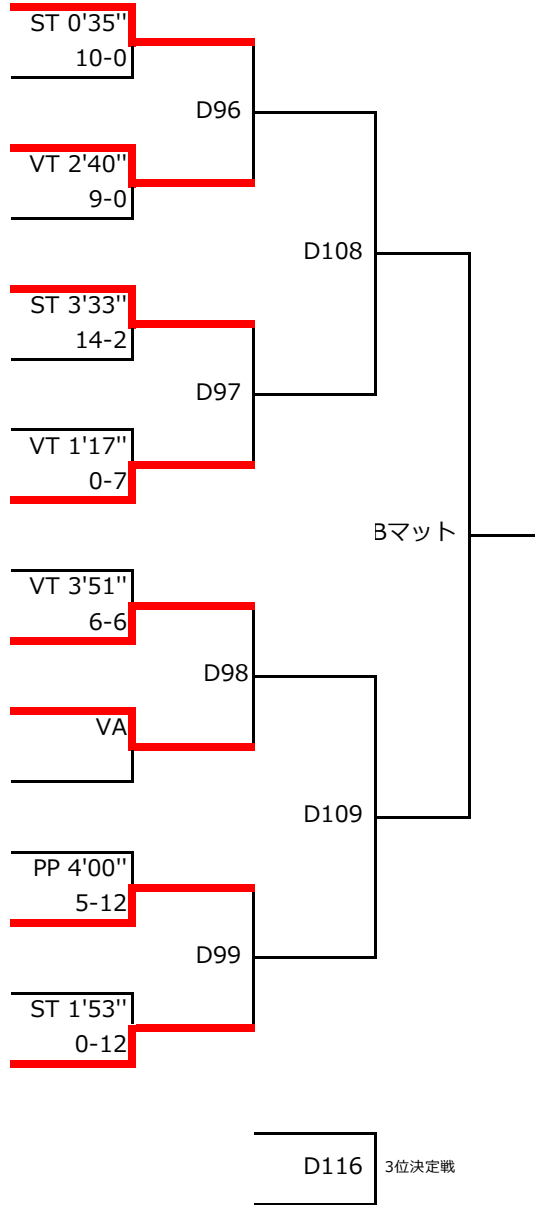 ST 0'35''
10-0
D96
VT 2'40''
9-0
D108
ST 3'33''
14-2
D97
VT 1'17''
0-7
Bマット
VT 3'51''
6-6
D98
VA
D109
PP 4'00''
5-12
D99
ST 1'53''
0-12
D116 3位決定戦